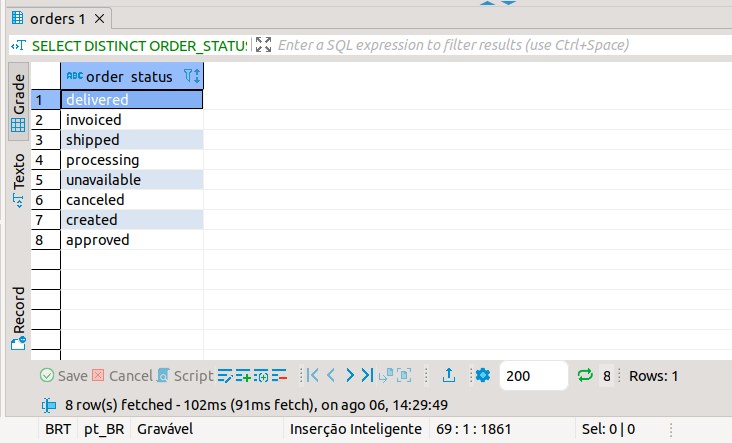 orders 1
SELECT DISTINCT ORDER_STATUS Enter a SQL expression to filter results (use Ctrl+Space)
Grade
Texto
Record
ABC order_status
1 delivered
2 invoiced
3 shipped
4 processing
5 unavailable
6 canceled
7 created
8 approved
Save Cancel Script 200 8 Rows: 1
8 row(s) fetched - 102ms (91ms fetch), on ago 06, 14:29:49
BRT pt_BR Gravável Inserção Inteligente 69 : 1 : 1861 Sel: 0 | 0